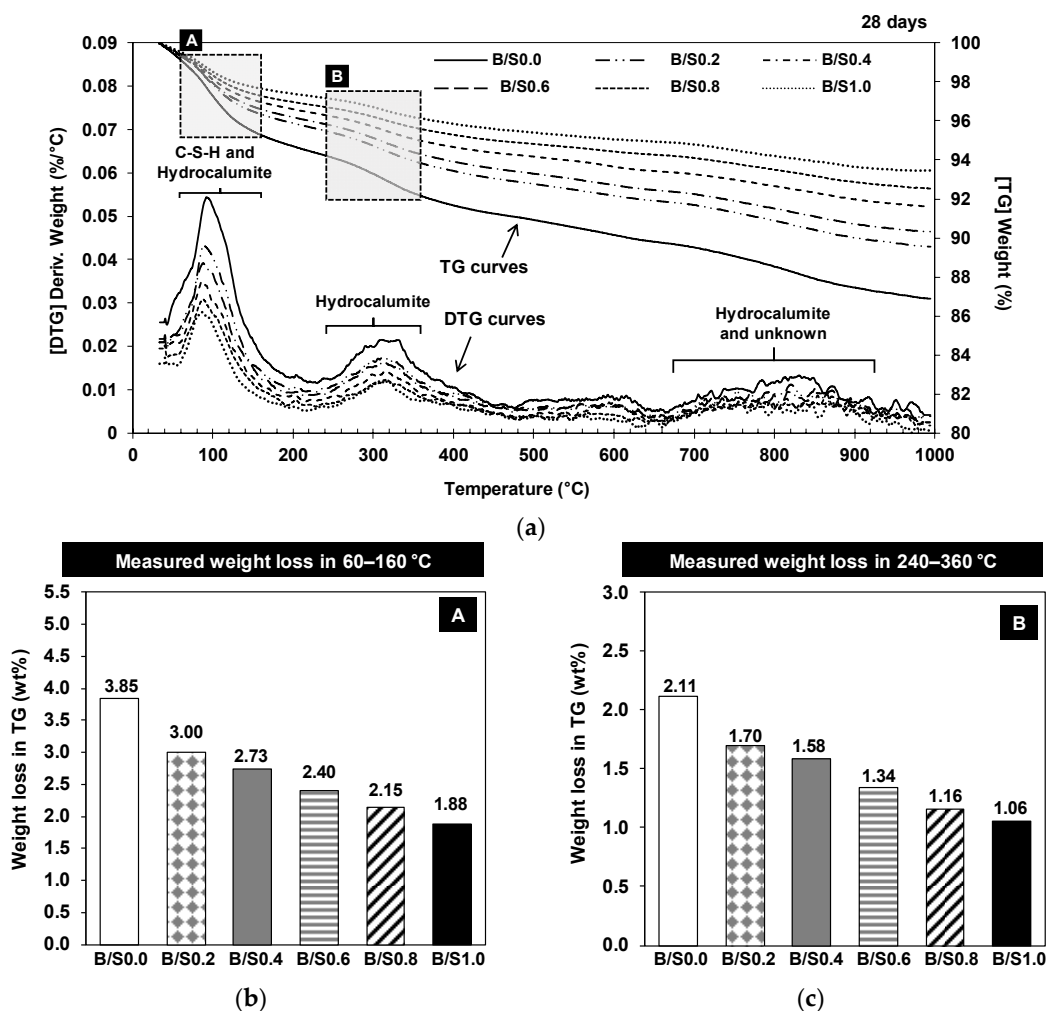 (a)
28 days
A
B
B/S0.0
B/S0.2
B/S0.4
B/S0.6
B/S0.8
B/S1.0
C-S-H and
Hydrocalumite
TG curves
Hydrocalumite
DTG curves
Hydrocalumite
and unknown
[DTG] Deriv. Weight (%/°C)
0.09
0.08
0.07
0.06
0.05
0.04
0.03
0.02
0.01
0
[TG] Weight
(%)
100
98
96
94
92
90
88
86
84
82
80
0 100 200 300 400 500 600 700 800 900 1000
Temperature (°C)
(a)
Measured weight loss in 60–160 °C
A
Weight loss in TG (wt%)
5.5
5.0
4.5
4.0
3.5
3.0
2.5
2.0
1.5
1.0
0.5
0.0
3.85
3.00
2.73
2.40
2.15
1.88
B/S0.0 B/S0.2 B/S0.4 B/S0.6 B/S0.8 B/S1.0
(b)
Measured weight loss in 240–360 °C
B
Weight loss in TG (wt%)
3.0
2.5
2.0
1.5
1.0
0.5
0.0
2.11
1.70
1.58
1.34
1.16
1.06
B/S0.0 B/S0.2 B/S0.4 B/S0.6 B/S0.8 B/S1.0
(c)